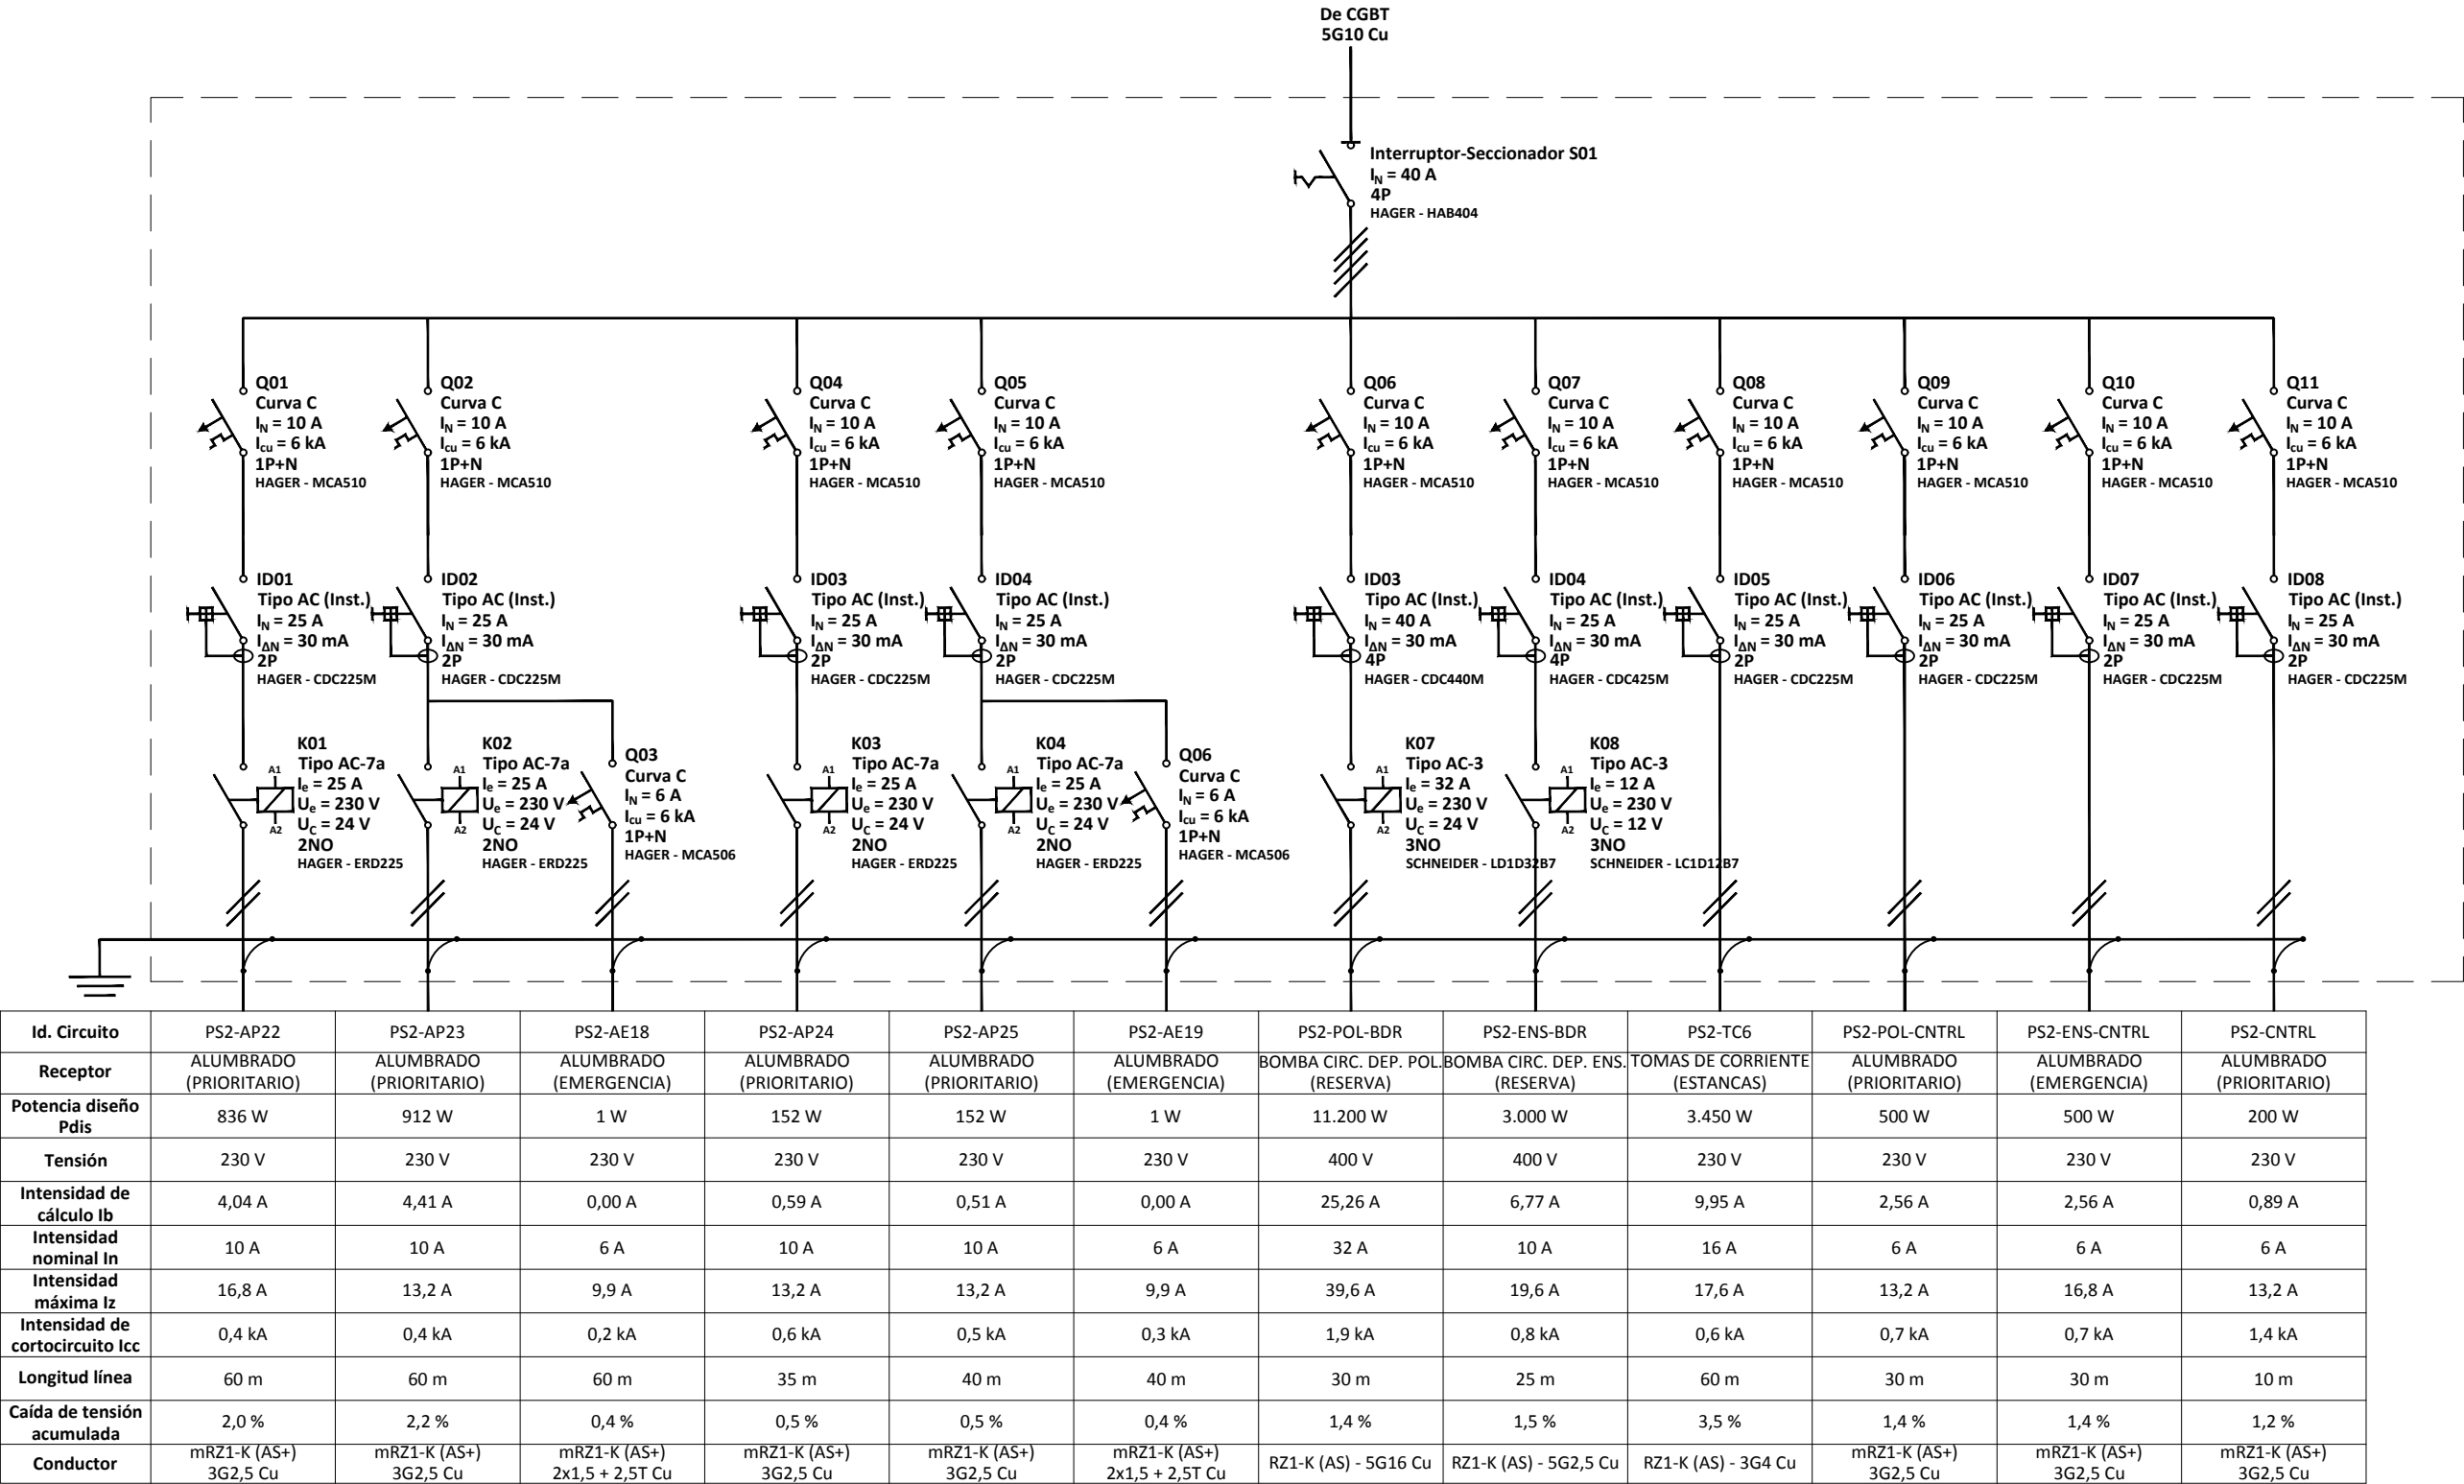 De CGBT
5G10 Cu
Interruptor-Seccionador S01
IN = 40 A
4P
HAGER - HAB404
Q01
Curva C
IN = 10 A
Icu = 6 kA
1P+N
HAGER - MCA510
Q02
Curva C
IN = 10 A
Icu = 6 kA
1P+N
HAGER - MCA510
Q04
Curva C
IN = 10 A
Icu = 6 kA
1P+N
HAGER - MCA510
Q05
Curva C
IN = 10 A
Icu = 6 kA
1P+N
HAGER - MCA510
Q06
Curva C
IN = 10 A
Icu = 6 kA
1P+N
HAGER - MCA510
Q07
Curva C
IN = 10 A
Icu = 6 kA
1P+N
HAGER - MCA510
Q08
Curva C
IN = 10 A
Icu = 6 kA
1P+N
HAGER - MCA510
Q09
Curva C
IN = 10 A
Icu = 6 kA
1P+N
HAGER - MCA510
Q10
Curva C
IN = 10 A
Icu = 6 kA
1P+N
HAGER - MCA510
Q11
Curva C
IN = 10 A
Icu = 6 kA
1P+N
HAGER - MCA510
ID01
Tipo AC (Inst.)
IN = 25 A
IΔN = 30 mA
2P
HAGER - CDC225M
ID02
Tipo AC (Inst.)
IN = 25 A
IΔN = 30 mA
2P
HAGER - CDC225M
ID03
Tipo AC (Inst.)
IN = 25 A
IΔN = 30 mA
2P
HAGER - CDC225M
ID04
Tipo AC (Inst.)
IN = 25 A
IΔN = 30 mA
2P
HAGER - CDC225M
ID03
Tipo AC (Inst.)
IN = 40 A
IΔN = 30 mA
4P
HAGER - CDC440M
ID04
Tipo AC (Inst.)
IN = 25 A
IΔN = 30 mA
4P
HAGER - CDC425M
ID05
Tipo AC (Inst.)
IN = 25 A
IΔN = 30 mA
2P
HAGER - CDC225M
ID06
Tipo AC (Inst.)
IN = 25 A
IΔN = 30 mA
2P
HAGER - CDC225M
ID07
Tipo AC (Inst.)
IN = 25 A
IΔN = 30 mA
2P
HAGER - CDC225M
ID08
Tipo AC (Inst.)
IN = 25 A
IΔN = 30 mA
2P
HAGER - CDC225M
A1
A2
K01
Tipo AC-7a
Ie = 25 A
Ue = 230 V
UC = 24 V
2NO
HAGER - ERD225
A1
A2
K02
Tipo AC-7a
Ie = 25 A
Ue = 230 V
UC = 24 V
2NO
HAGER - ERD225
Q03
Curva C
IN = 6 A
Icu = 6 kA
1P+N
HAGER - MCA506
A1
A2
K03
Tipo AC-7a
Ie = 25 A
Ue = 230 V
UC = 24 V
2NO
HAGER - ERD225
A1
A2
K04
Tipo AC-7a
Ie = 25 A
Ue = 230 V
UC = 24 V
2NO
HAGER - ERD225
Q06
Curva C
IN = 6 A
Icu = 6 kA
1P+N
HAGER - MCA506
A1
A2
K07
Tipo AC-3
Ie = 32 A
Ue = 230 V
UC = 24 V
3NO
SCHNEIDER - LD1D32B7
A1
A2
K08
Tipo AC-3
Ie = 12 A
Ue = 230 V
UC = 12 V
3NO
SCHNEIDER - LC1D12B7
Id. Circuito PS2-AP22 PS2-AP23 PS2-AE18 PS2-AP24 PS2-AP25 PS2-AE19 PS2-POL-BDR PS2-ENS-BDR PS2-TC6 PS2-POL-CNTRL PS2-ENS-CNTRL PS2-CNTRL
Receptor ALUMBRADO ALUMBRADO ALUMBRADO ALUMBRADO ALUMBRADO ALUMBRADO BOMBA CIRC. DEP. POL. BOMBA CIRC. DEP. ENS. TOMAS DE CORRIENTE ALUMBRADO ALUMBRADO ALUMBRADO
(PRIORITARIO) (PRIORITARIO) (EMERGENCIA) (PRIORITARIO) (PRIORITARIO) (EMERGENCIA) (RESERVA) (RESERVA) (ESTANCAS) (PRIORITARIO) (EMERGENCIA) (PRIORITARIO)
Potencia diseño
Pdis 836 W 912 W 1 W 152 W 152 W 1 W 11.200 W 3.000 W 3.450 W 500 W 500 W 200 W
Tensión 230 V 230 V 230 V 230 V 230 V 230 V 400 V 400 V 230 V 230 V 230 V 230 V
Intensidad de
cálculo Ib 4,04 A 4,41 A 0,00 A 0,59 A 0,51 A 0,00 A 25,26 A 6,77 A 9,95 A 2,56 A 2,56 A 0,89 A
Intensidad
nominal In 10 A 10 A 6 A 10 A 10 A 6 A 32 A 10 A 16 A 6 A 6 A 6 A
Intensidad
máxima Iz 16,8 A 13,2 A 9,9 A 13,2 A 13,2 A 9,9 A 39,6 A 19,6 A 17,6 A 13,2 A 16,8 A 13,2 A
Intensidad de
cortocircuito Icc 0,4 kA 0,4 kA 0,2 kA 0,6 kA 0,5 kA 0,3 kA 1,9 kA 0,8 kA 0,6 kA 0,7 kA 0,7 kA 1,4 kA
Longitud línea 60 m 60 m 60 m 35 m 40 m 40 m 30 m 25 m 60 m 30 m 30 m 10 m
Caída de tensión
acumulada 2,0 % 2,2 % 0,4 % 0,5 % 0,5 % 0,4 % 1,4 % 1,5 % 3,5 % 1,4 % 1,4 % 1,2 %
Conductor mRZ1-K (AS+) mRZ1-K (AS+) mRZ1-K (AS+) mRZ1-K (AS+) mRZ1-K (AS+) mRZ1-K (AS+) RZ1-K (AS) - 5G16 Cu RZ1-K (AS) - 5G2,5 Cu RZ1-K (AS) - 3G4 Cu mRZ1-K (AS+) mRZ1-K (AS+) mRZ1-K (AS+)
3G2,5 Cu 3G2,5 Cu 2x1,5 + 2,5T Cu 3G2,5 Cu 3G2,5 Cu 2x1,5 + 2,5T Cu 3G2,5 Cu 3G2,5 Cu 3G2,5 Cu